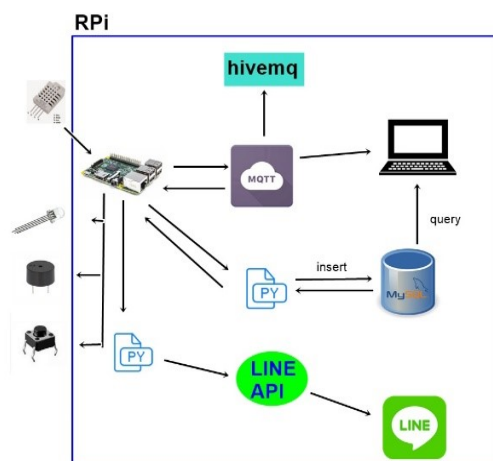 RPi
hivemq
MQTT
query
insert
PY
MySQL
PY
LINE
API
LINE